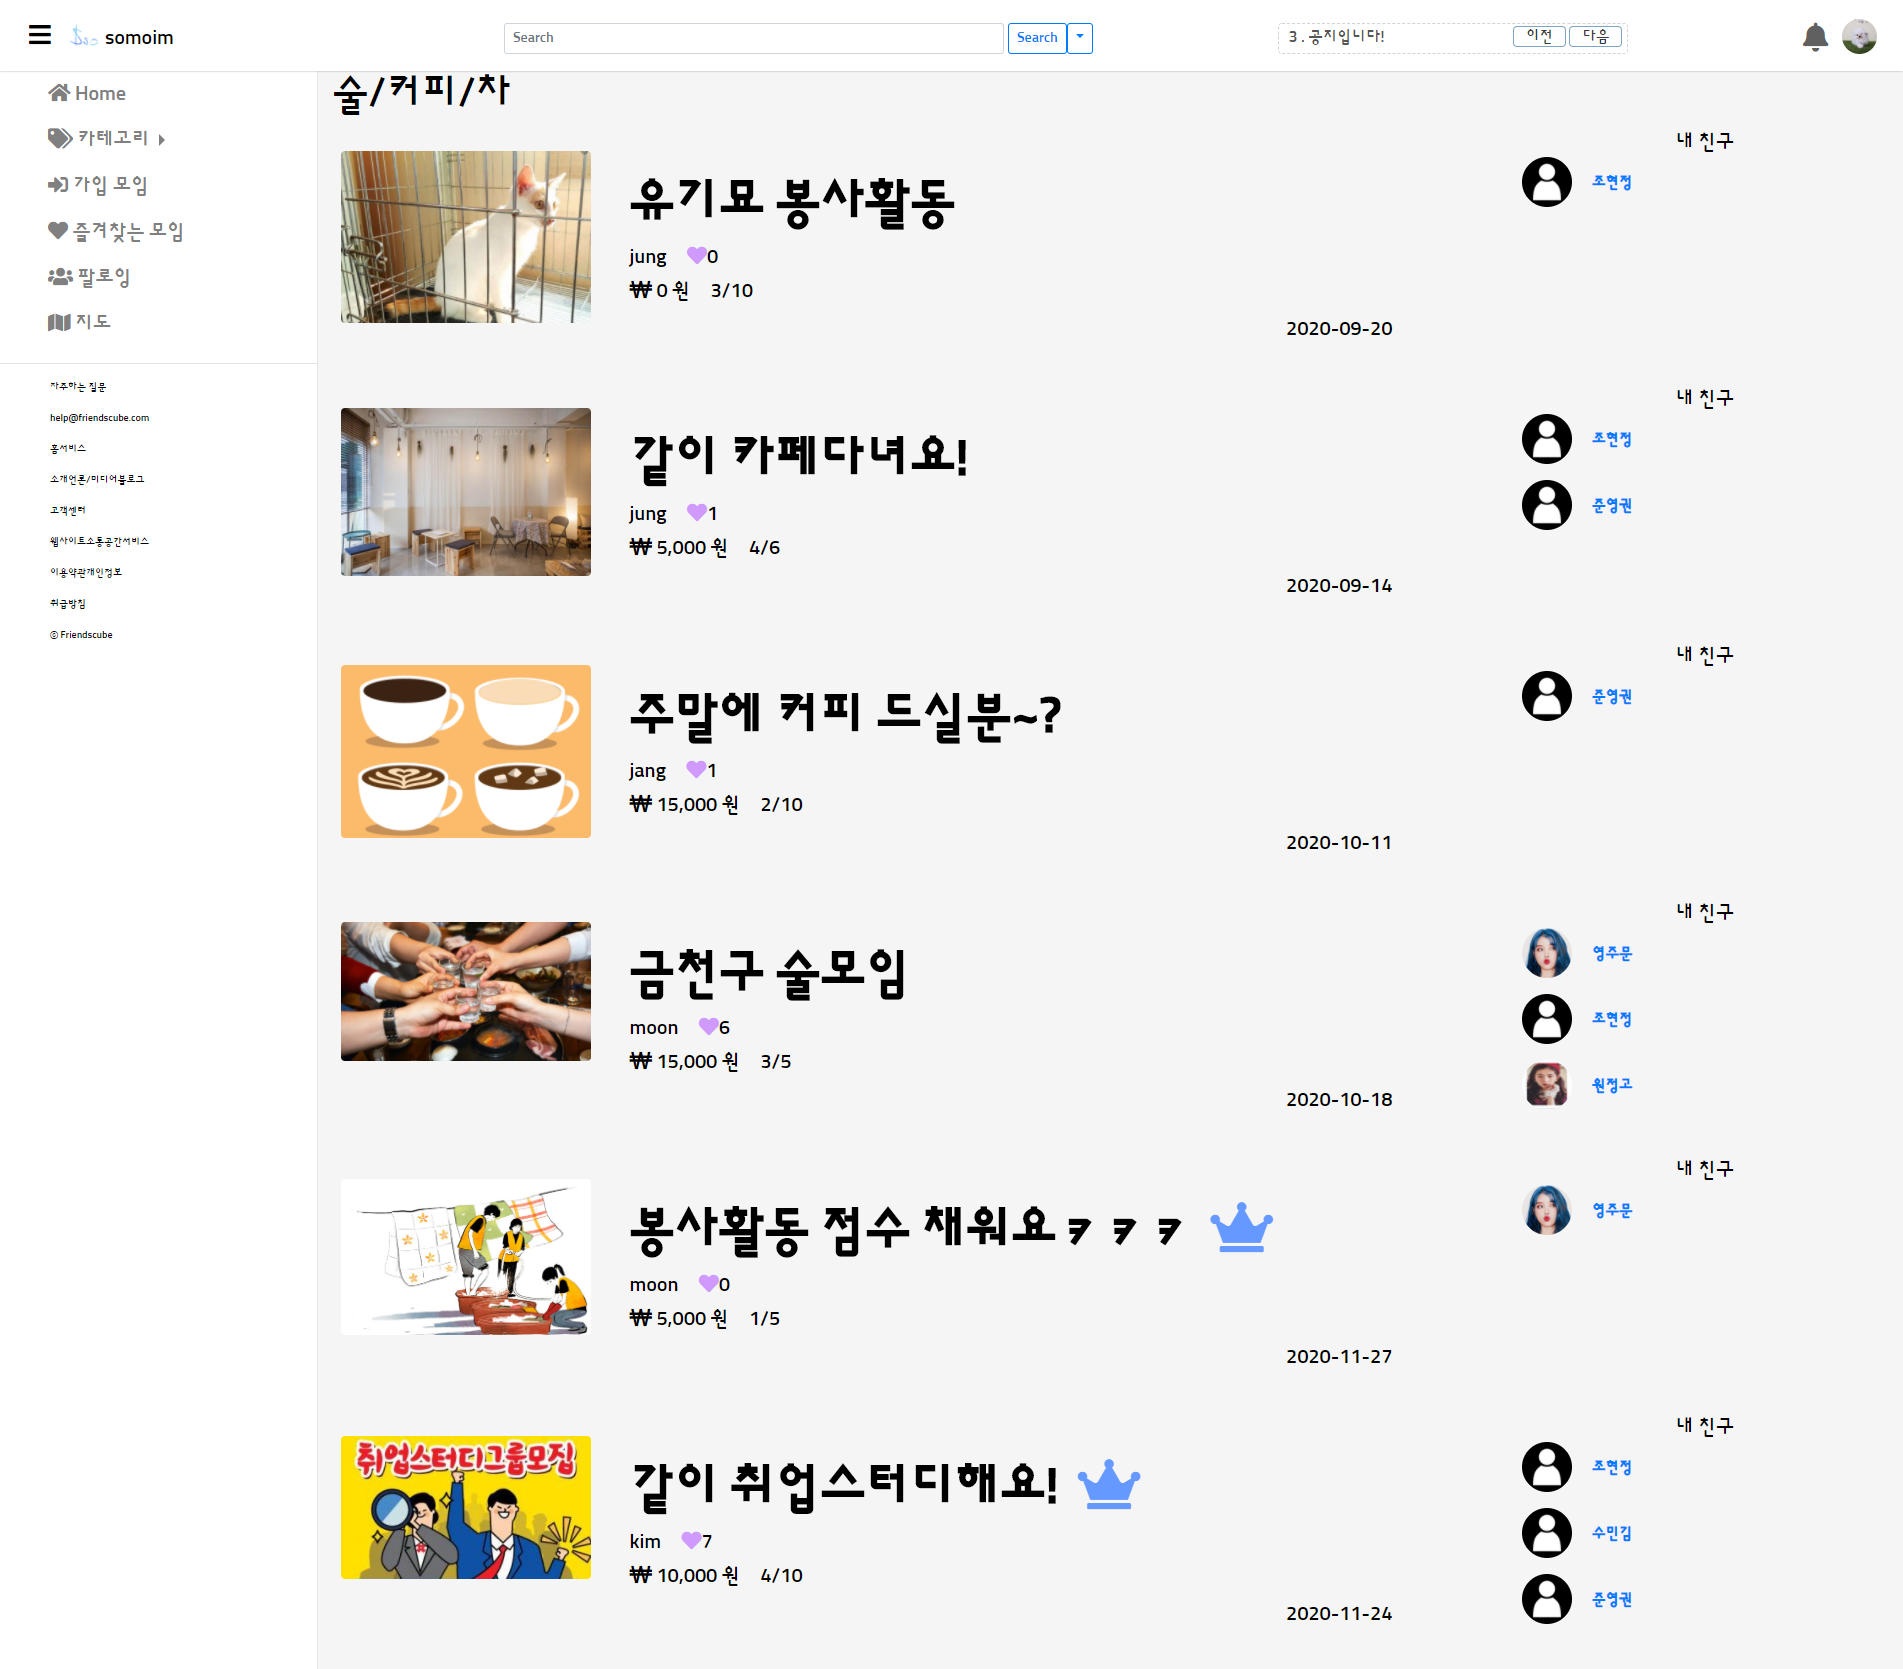 somoim
Search
Search
3 . 공지입니다!
이전
다음
Home
카테고리
가입 모임
즐겨찾는 모임
팔로잉
지도
자주하는 질문
help@friendscube.com
홈서비스
소개언론/미디어블로그
고객센터
웹사이트소통공간서비스
이용약관개인정보
취급방침
© Friendscube
술/커피/차
유기묘 봉사활동
jung 0
₩ 0 원 3/10
2020-09-20
내 친구
조현정
같이 카페다녀요!
jung 1
₩ 5,000 원 4/6
2020-09-14
내 친구
조현정
준영권
주말에 커피 드실분~?
jang 1
₩ 15,000 원 2/10
2020-10-11
내 친구
준영권
금천구 술모임
moon 6
₩ 15,000 원 3/5
2020-10-18
내 친구
영주문
조현정
원정고
봉사활동 점수 채워요ㅋㅋㅋ
moon 0
₩ 5,000 원 1/5
2020-11-27
내 친구
영주문
취업스터디그룹모집
같이 취업스터디해요!
kim 7
₩ 10,000 원 4/10
2020-11-24
내 친구
조현정
수민김
준영권